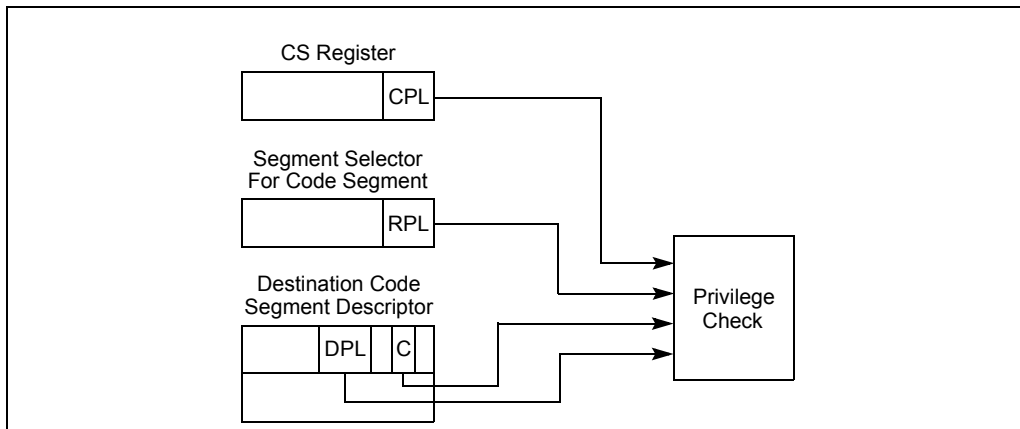 CS Register
CPL
Segment Selector
For Code Segment
RPL
Destination Code
Segment Descriptor
DPL
C
Privilege
Check